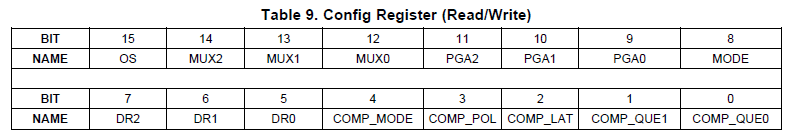 Table 9. Config Register (Read/Write)
BIT 15 14 13 12 11 10 9 8
NAME OS MUX2 MUX1 MUX0 PGA2 PGA1 PGA0 MODE
BIT 7 6 5 4 3 2 1 0
NAME DR2 DR1 DR0 COMP_MODE COMP_POL COMP_LAT COMP_QUE1 COMP_QUE0